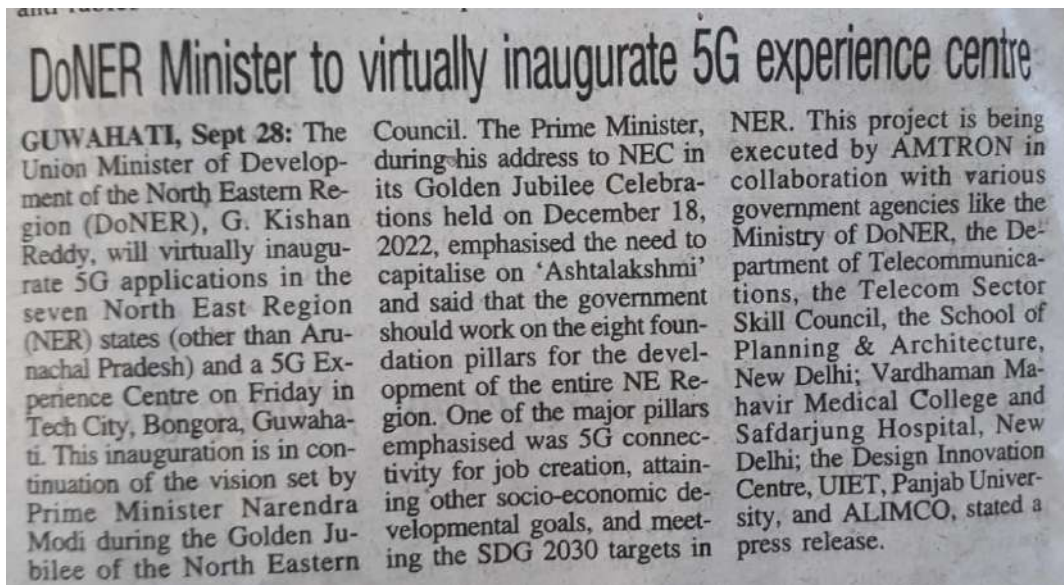 DoNER Minister to virtually inaugurate 5G experience centre
GUWAHATI, Sept 28: The
Union Minister of Develop-
ment of the North Eastern Re-
gion (DoNER), G. Kishan
Reddy, will virtually inaugu-
rate 5G applications in the
seven North East Region
(NER) states (other than Aru-
nachal Pradesh) and a 5G Ex-
perience Centre on Friday in
Tech City, Bongora, Guwaha-
ti. This inauguration is in con-
tinuation of the vision set by
Prime Minister Narendra
Modi during the Golden Ju-
bilee of the North Eastern
Council. The Prime Minister,
during his address to NEC in
its Golden Jubilee Celebra-
tions held on December 18,
2022, emphasised the need to
capitalise on ‘Ashtalakshmi’
and said that the government
should work on the eight foun-
dation pillars for the devel-
opment of the entire NE Re-
gion. One of the major pillars
emphasised was 5G connec-
tivity for job creation, attain-
ing other socio-economic de-
velopmental goals, and meet-
ing the SDG 2030 targets in
NER. This project is being
executed by AMTRON in
collaboration with various
government agencies like the
Ministry of DoNER, the De-
partment of Telecommunica-
tions, the Telecom Sector
Skill Council, the School of
Planning & Architecture,
New Delhi; Vardhaman Ma-
havir Medical College and
Safdarjung Hospital, New
Delhi; the Design Innovation
Centre, UIET, Panjab Univer-
sity, and ALIMCO, stated a
press release.